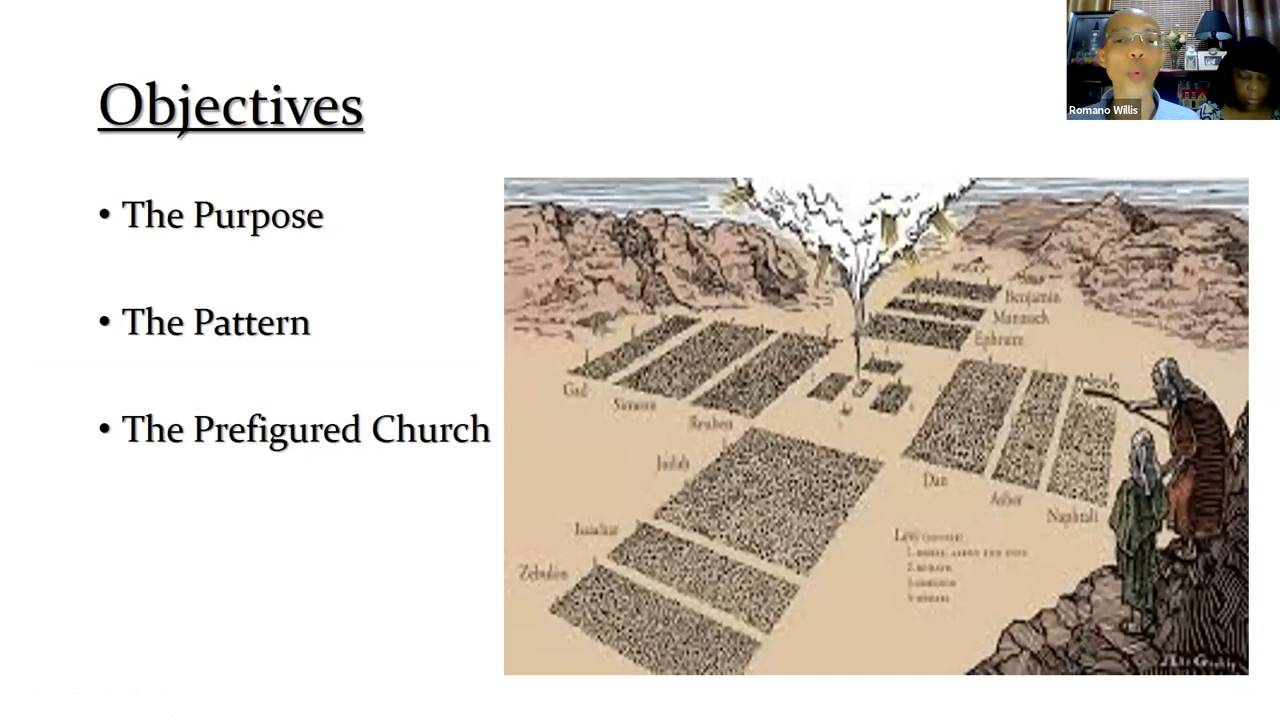 Romano Willis
Objectives
• The Purpose
• The Pattern
• The Prefigured Church
Benjamin
Manasseh
Ephraim
Gad
Simeon
Reuben
Judah
Issachar
Zebulon
Dan
Asher
Naphtali
Levi